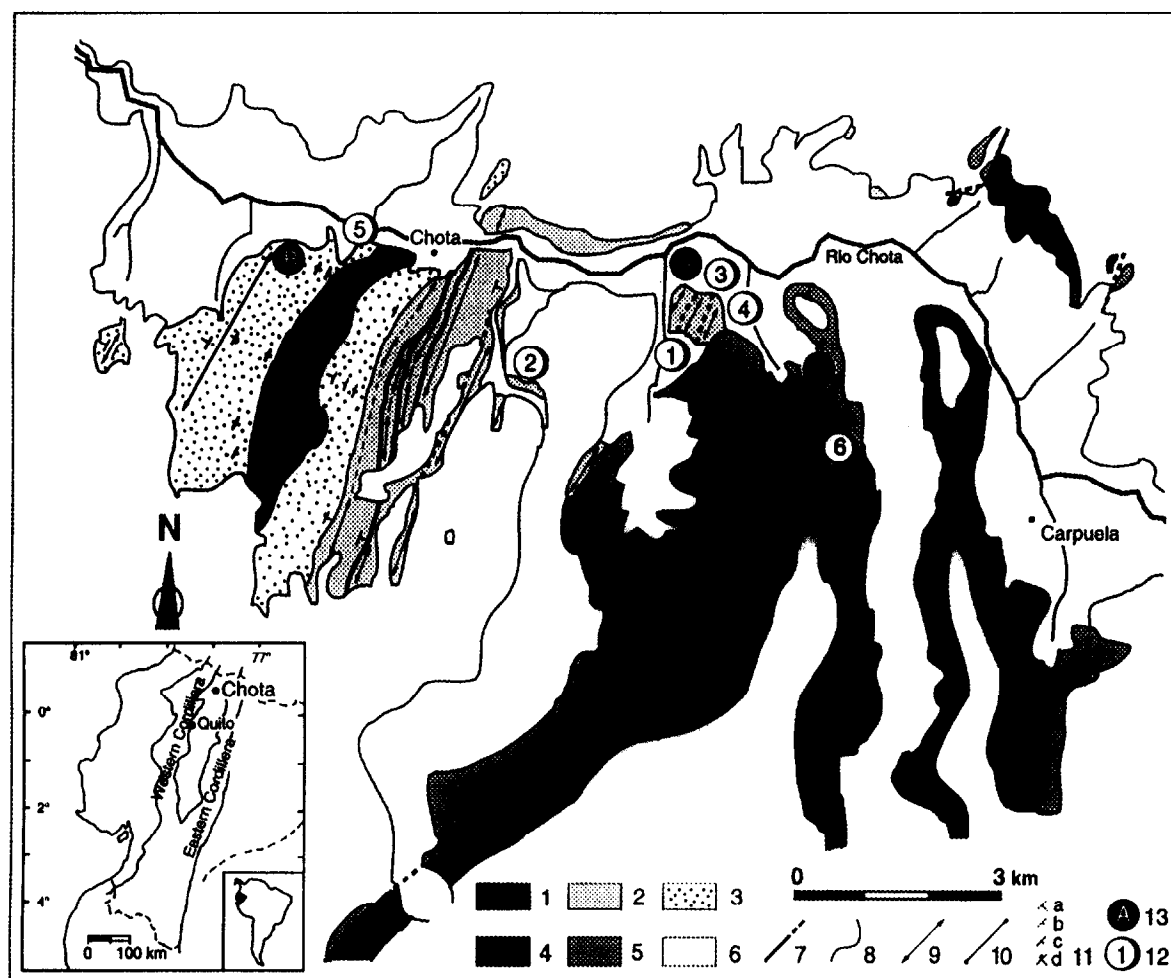 5
Chota
3
Rio Chota
4
1
2
6
Carpuela
N
81° 77°
Chota
0°
Quito
Western Cordillera
Eastern Cordillera
2°
4°
0 100 km
0 3 km
1 2 3
4 5 6 7 8 9 10
a
b
c
d 11
A 13
1 12